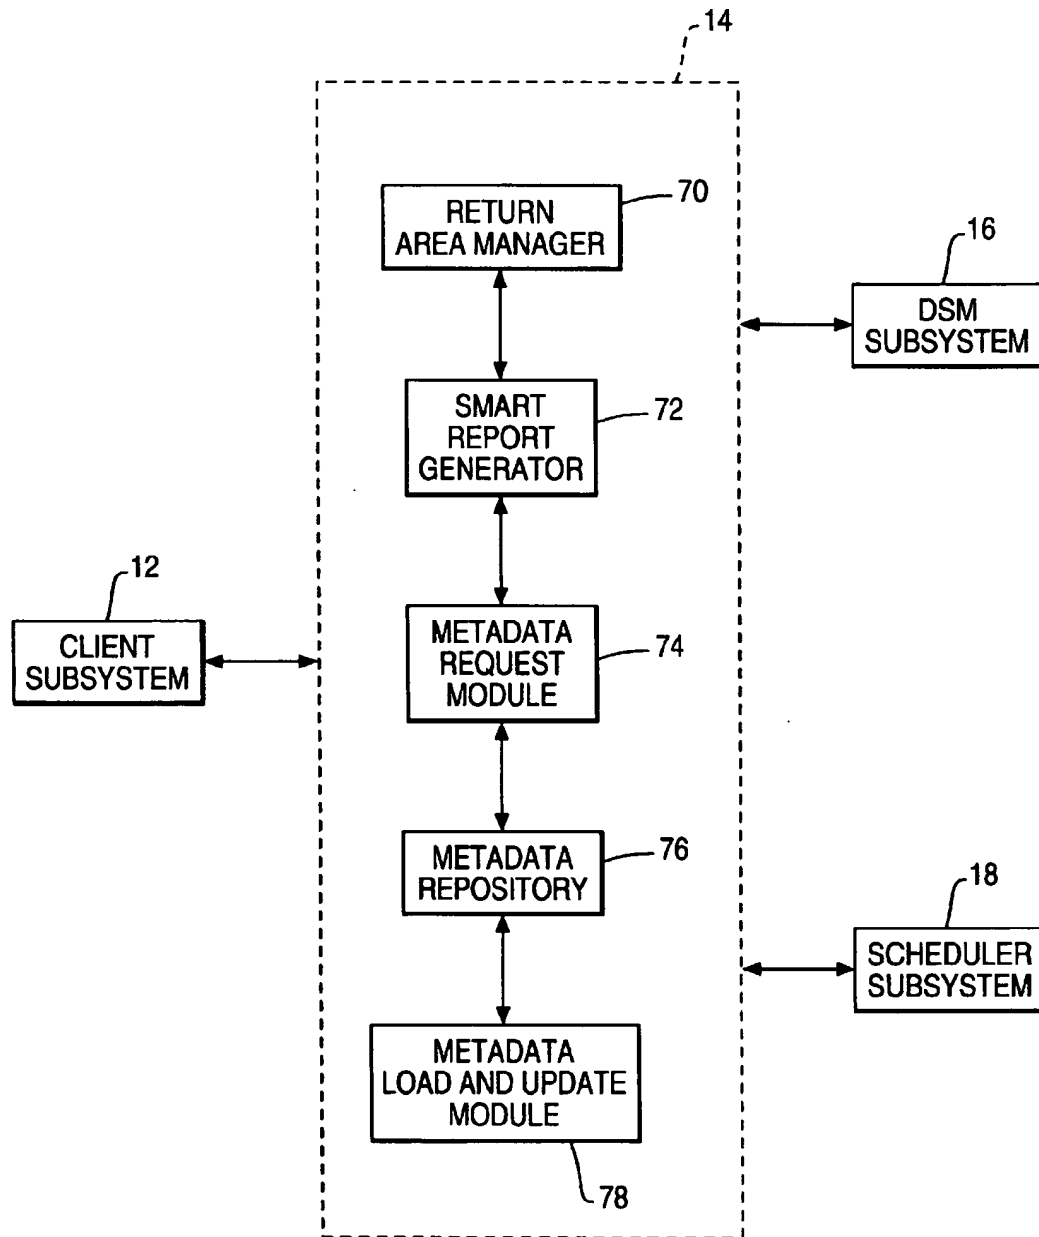 14
RETURN
AREA MANAGER
70
16
DSM
SUBSYSTEM
SMART
REPORT
GENERATOR
72
12
CLIENT
SUBSYSTEM
METADATA
REQUEST
MODULE
74
METADATA
REPOSITORY
76
18
SCHEDULER
SUBSYSTEM
METADATA
LOAD AND UPDATE
MODULE
78